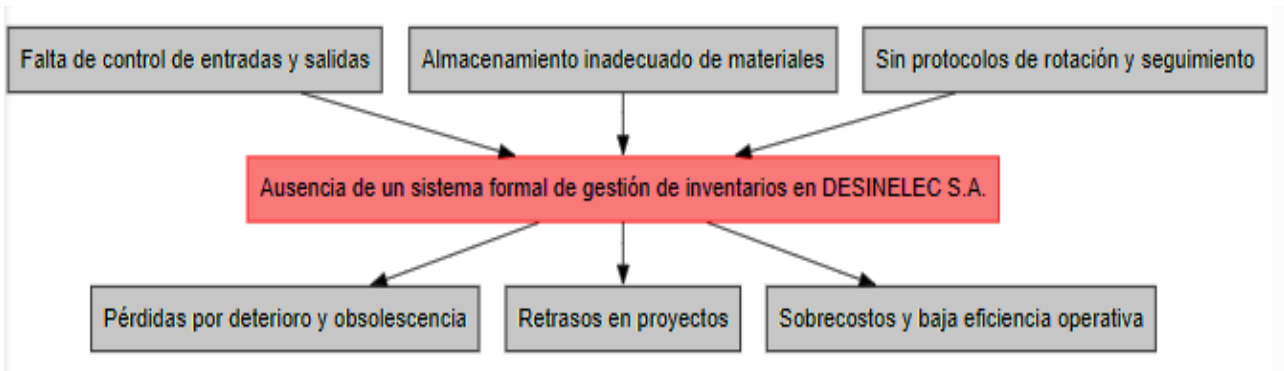 Falta de control de entradas y salidas
Almacenamiento inadecuado de materiales
Sin protocolos de rotación y seguimiento
Ausencia de un sistema formal de gestión de inventarios en DESINELEC S.A.
Pérdidas por deterioro y obsolescencia
Retrasos en proyectos
Sobrecostos y baja eficiencia operativa